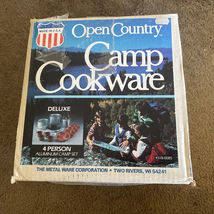 MADE IN U.S.A.
Open Country
Camp
Cookware
DELUXE
4 PERSON
ALUMINUM CAMP SET
THE METAL WARE CORPORATION • TWO RIVERS, WI 54241